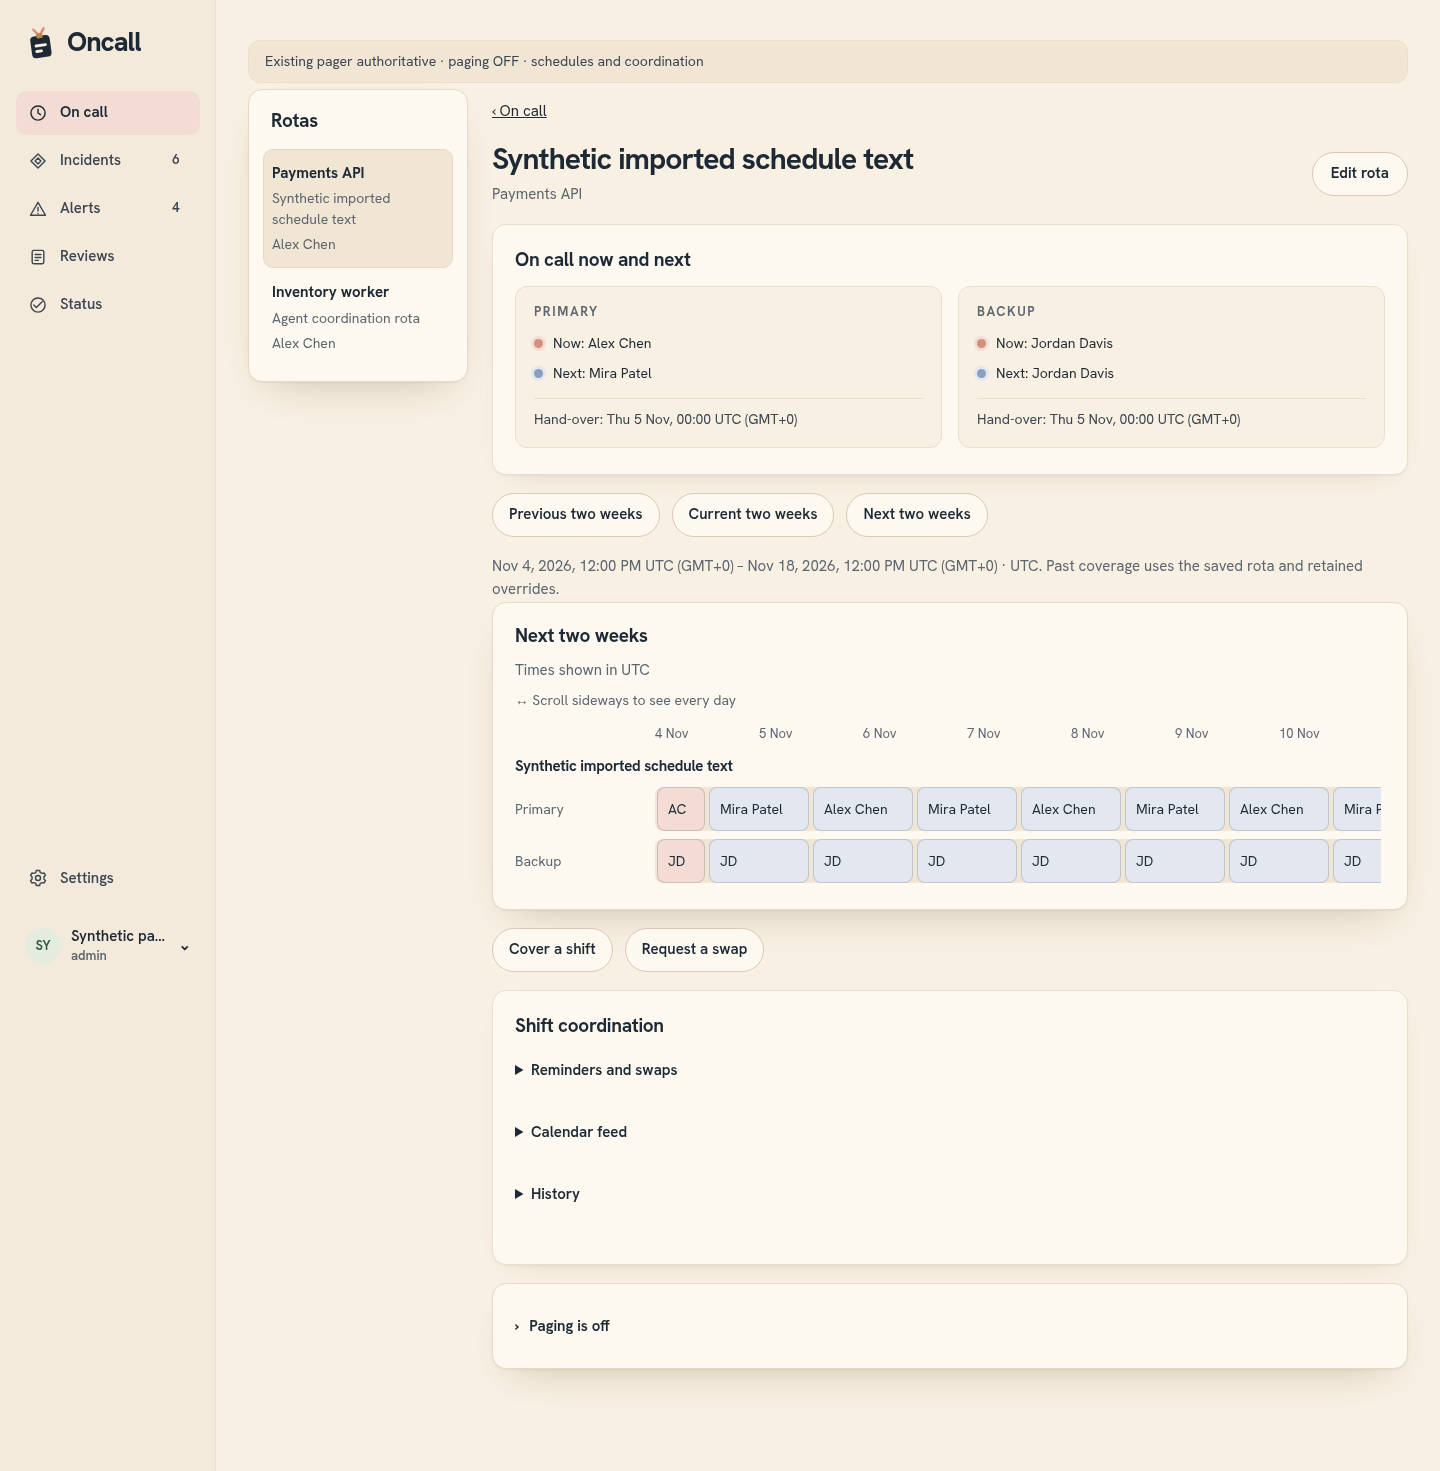 Oncall
On call
Incidents 6
Alerts 4
Reviews
Status
Settings
SY
Synthetic pa...
admin
Existing pager authoritative · paging OFF · schedules and coordination
Rotas
Payments API
Synthetic imported
schedule text
Alex Chen
Inventory worker
Agent coordination rota
Alex Chen
‹ On call
Synthetic imported schedule text
Payments API
Edit rota
On call now and next
PRIMARY
Now: Alex Chen
Next: Mira Patel
Hand-over: Thu 5 Nov, 00:00 UTC (GMT+0)
BACKUP
Now: Jordan Davis
Next: Jordan Davis
Hand-over: Thu 5 Nov, 00:00 UTC (GMT+0)
Previous two weeks
Current two weeks
Next two weeks
Nov 4, 2026, 12:00 PM UTC (GMT+0) – Nov 18, 2026, 12:00 PM UTC (GMT+0) · UTC. Past coverage uses the saved rota and retained
overrides.
Next two weeks
Times shown in UTC
↔ Scroll sideways to see every day
4 Nov 5 Nov 6 Nov 7 Nov 8 Nov 9 Nov 10 Nov
Synthetic imported schedule text
Primary AC Mira Patel Alex Chen Mira Patel Alex Chen Mira Patel Alex Chen Mira P
Backup JD JD JD JD JD JD JD JD
Cover a shift
Request a swap
Shift coordination
▶ Reminders and swaps
▶ Calendar feed
▶ History
› Paging is off